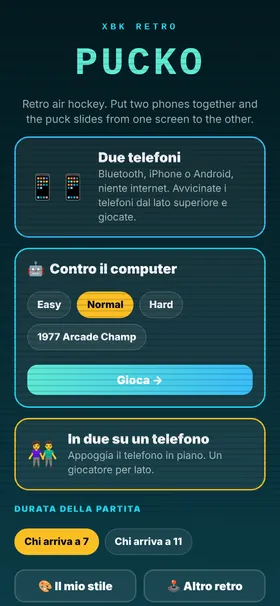 XBK RETRO
PUCKO
Retro air hockey. Put two phones together and
the puck slides from one screen to the other.
Due telefoni
Bluetooth, iPhone o Android,
niente internet. Avvicinate i
telefoni dal lato superiore e
giocate.
Contro il computer
Easy
Normal
Hard
1977 Arcade Champ
Gioca →
In due su un telefono
Appoggia il telefono in piano. Un
giocatore per lato.
DURATA DELLA PARTITA
Chi arriva a 7
Chi arriva a 11
Il mio stile
Altro retro